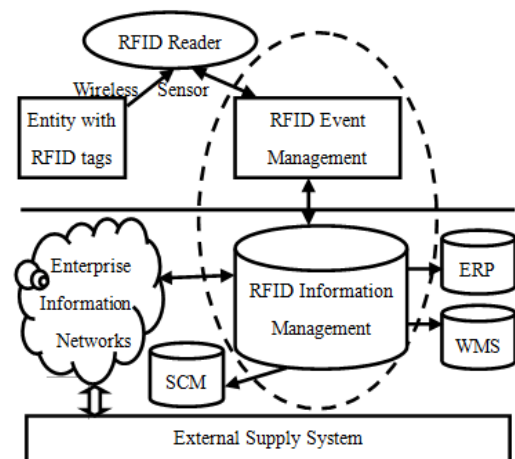 RFID Reader
Wireless Sensor
Entity with
RFID tags
RFID Event
Management
Enterprise
Information
Networks
RFID Information
Management
ERP
WMS
SCM
External Supply System